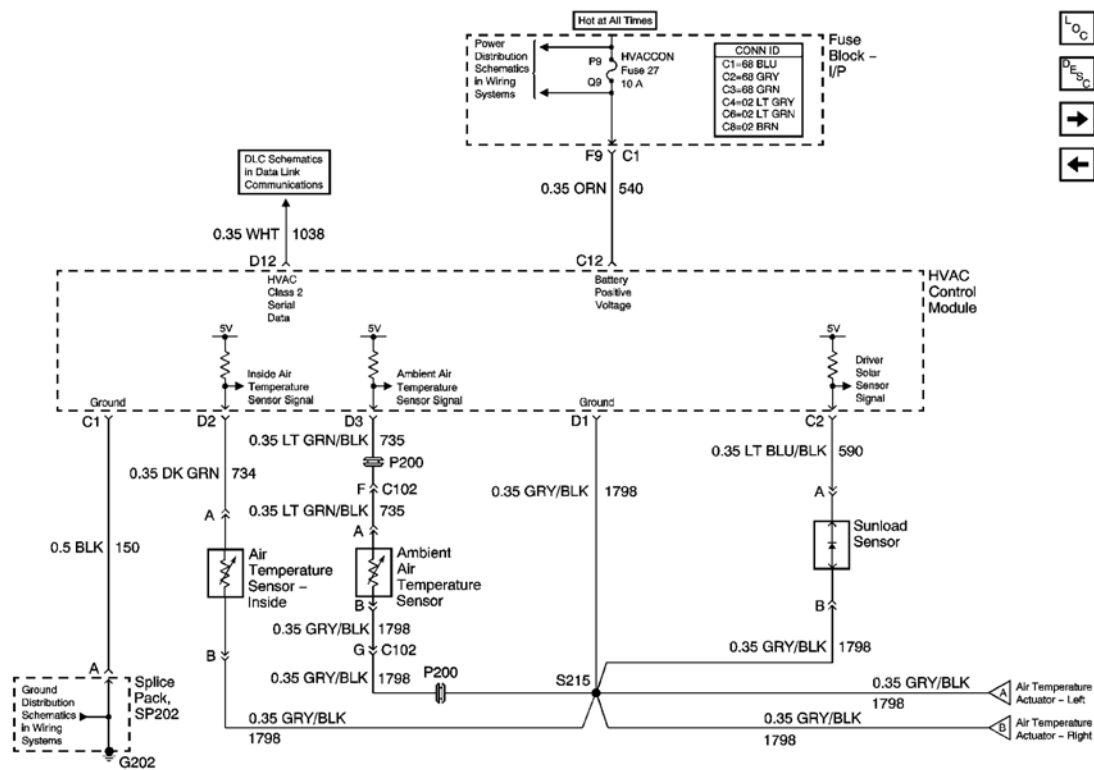 Hot at All Times
Power
Distribution
Schematics
in Wiring
Systems
P9
Q9
HVACCON
Fuse 27
10 A
CONN ID
C1=68 BLU
C2=68 GRY
C3=68 GRN
C4=02 LT GRY
C6=02 LT GRN
C8=02 BRN
Fuse
Block –
I/P
LOC
DESC
F9 C1
0.35 ORN 540
DLC Schematics
in Data Link
Communications
0.35 WHT 1038
D12
C12
HVAC
Class 2
Serial
Data
Battery
Positive
Voltage
HVAC
Control
Module
5V
5V
5V
Inside Air
Temperature
Sensor Signal
Ambient Air
Temperature
Sensor Signal
Driver
Solar
Sensor
Signal
Ground
Ground
C1
D2
D3
D1
C2
0.35 LT GRN/BLK 735
P200
F C102
0.35 LT GRN/BLK 735
0.35 DK GRN 734
0.35 GRY/BLK 1798
0.35 LT BLU/BLK 590
A
A
A
0.5 BLK 150
Air
Temperature
Sensor –
Inside
Ambient
Air
Temperature
Sensor
Sunload
Sensor
B
B
B
0.35 GRY/BLK 1798
G C102
0.35 GRY/BLK 1798
P200
0.35 GRY/BLK 1798
S215
A
Ground
Distribution
Schematics
in Wiring
Systems
Splice
Pack,
SP202
G202
0.35 GRY/BLK
1798
0.35 GRY/BLK
1798
A
Air Temperature
Actuator – Left
0.35 GRY/BLK
1798
B
Air Temperature
Actuator – Right